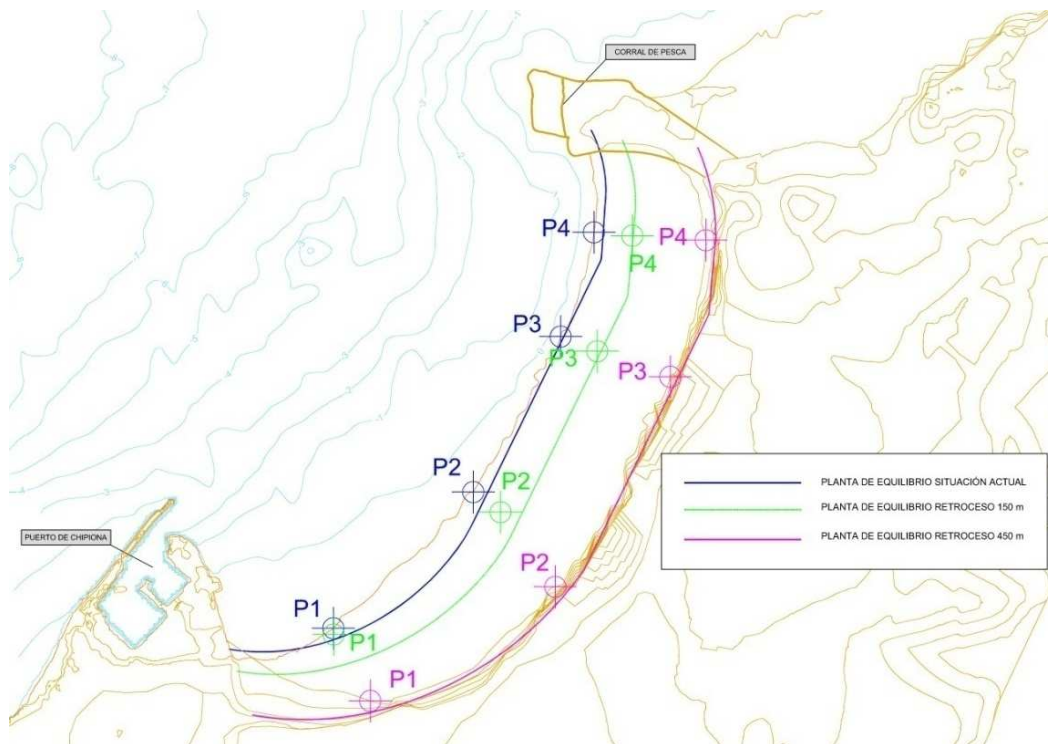 CORRAL DE PESCA
P4
P4
P4
P3
P3
P3
P2
P2
P2
P1
P1
P1
PUERTO DE CHIPIONA
PLANTA DE EQUILIBRIO SITUACIÓN ACTUAL
PLANTA DE EQUILIBRIO RETROCESO 150 m
PLANTA DE EQUILIBRIO RETROCESO 450 m